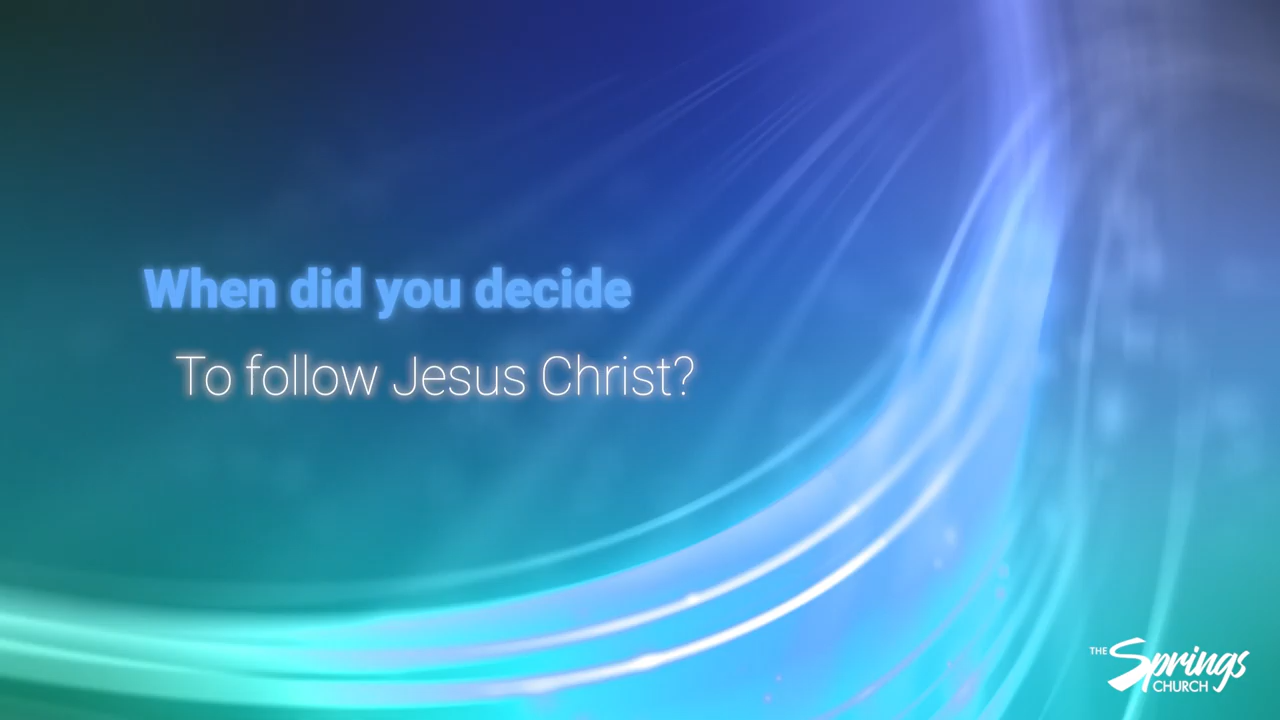 When did you decide
To follow Jesus Christ?
THE Springs
CHURCH